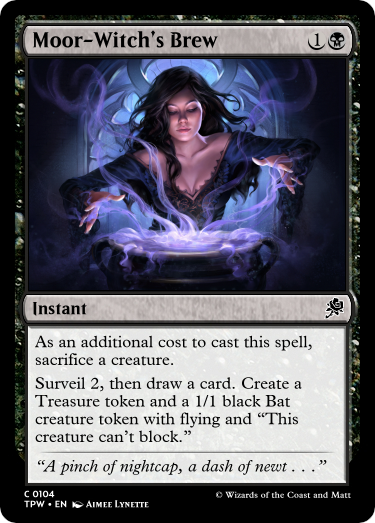 Moor-Witch's Brew 1
Instant
As an additional cost to cast this spell,
sacrifice a creature.
Surveil 2, then draw a card. Create a
Treasure token and a 1/1 black Bat
creature token with flying and “This
creature can't block.”
“A pinch of nightcap, a dash of newt . . .”
C 0104
TPW • EN Aimee Lynette
© Wizards of the Coast and Matt